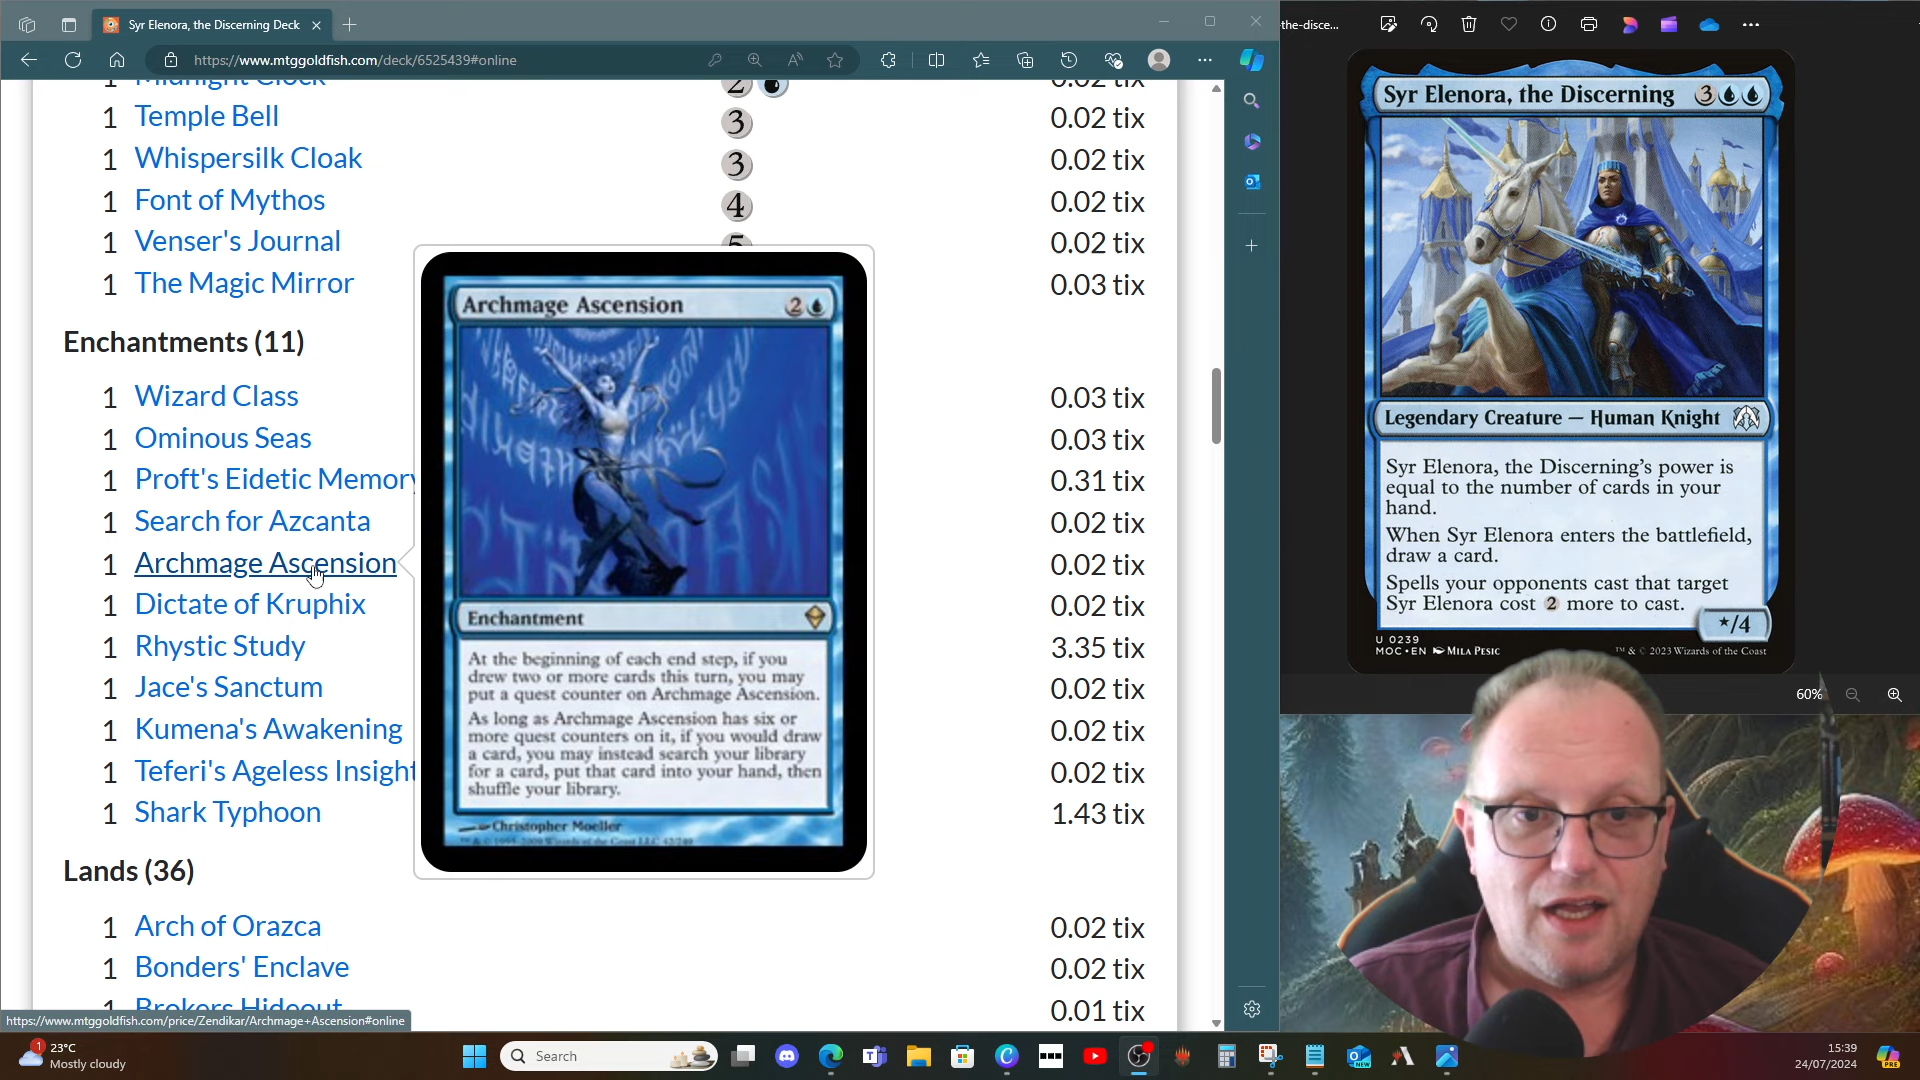 Syr Elenora, the Discerning Deck
https://www.mtggoldfish.com/deck/6525439#online
the-disce...
1 Midnight Clock 2 0.02 tix
1 Temple Bell 3 0.02 tix
1 Whispersilk Cloak 3 0.02 tix
1 Font of Mythos 4 0.02 tix
1 Venser's Journal 5 0.02 tix
1 The Magic Mirror 0.03 tix
Enchantments (11)
1 Wizard Class 0.03 tix
1 Ominous Seas 0.03 tix
1 Proft's Eidetic Memory 0.31 tix
1 Search for Azcanta 0.02 tix
1 Archmage Ascension 0.02 tix
1 Dictate of Kruphix 0.02 tix
1 Rhystic Study 3.35 tix
1 Jace's Sanctum 0.02 tix
1 Kumena's Awakening 0.02 tix
1 Teferi's Ageless Insight 0.02 tix
1 Shark Typhoon 1.43 tix
Lands (36)
1 Arch of Orazca 0.02 tix
1 Bonders' Enclave 0.02 tix
1 Brokers Hideout 0.01 tix
https://www.mtggoldfish.com/price/Zendikar/Archmage+Ascension#online
Archmage Ascension 2
Enchantment
At the beginning of each end step, if you
drew two or more cards this turn, you may
put a quest counter on Archmage Ascension.
As long as Archmage Ascension has six or
more quest counters on it, if you would draw
a card, you may instead search your library
for a card, put that card into your hand, then
shuffle your library.
Christopher Moeller
Syr Elenora, the Discerning 3
Legendary Creature — Human Knight
Syr Elenora, the Discerning's power is
equal to the number of cards in your
hand.
When Syr Elenora enters the battlefield,
draw a card.
Spells your opponents cast that target
Syr Elenora cost 2 more to cast.
*/4
U 0239
MOC • EN Mila Pesic
™ & © 2023 Wizards of the Coast
60%
1
23°C
Mostly cloudy
Search
NEW
15:39
24/07/2024
PRE